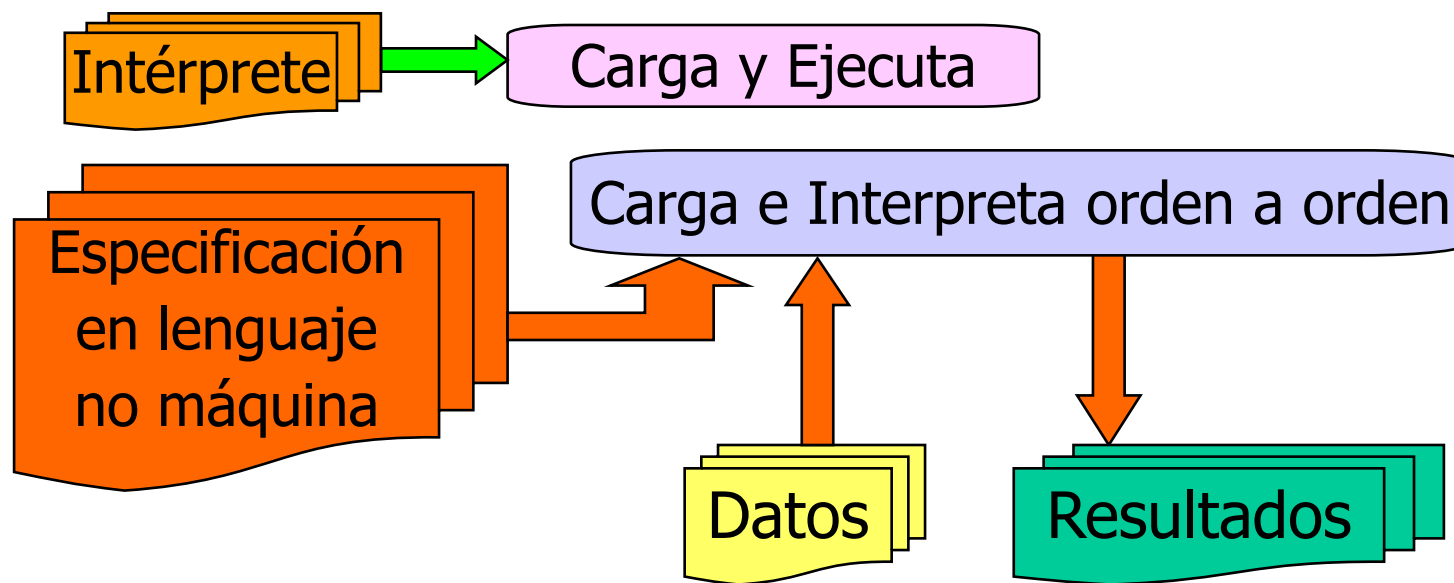 Intérprete
Carga y Ejecuta
Carga e Interpreta orden a orden
Especificación
en lenguaje
no máquina
Datos
Resultados